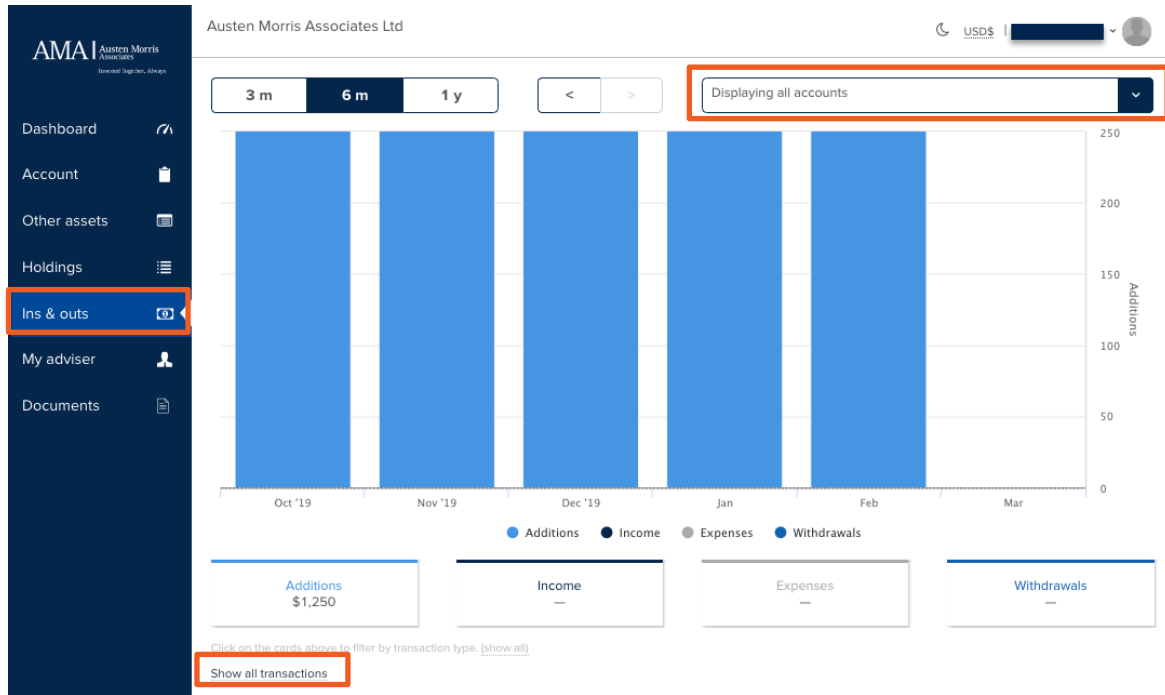 Austen Morris Associates Ltd
USD$
AMA Austen Morris
Associates
Invested Together, Always
3 m 6 m 1 y < > Displaying all accounts
Dashboard
Account
Other assets
Holdings
Ins & outs
My adviser
Documents
250
200
150
100
50
0
Additions
Oct '19 Nov '19 Dec '19 Jan Feb Mar
Additions Income Expenses Withdrawals
Additions
$1,250
Income
—
Expenses
—
Withdrawals
—
Click on the cards above to filter by transaction type. (show all)
Show all transactions